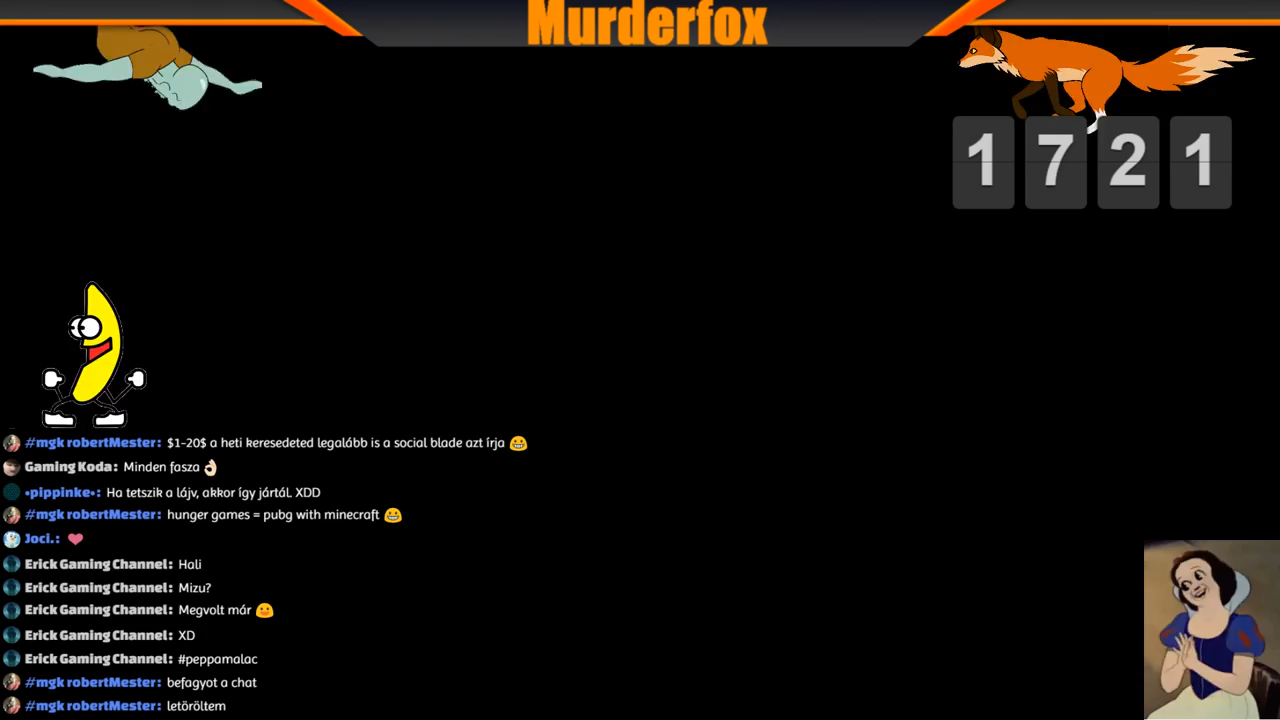 Murderfox
1721
#mgk robertMester: $1-20$ a heti keresedeted legalább is a social blade azt írja 😀
Gaming Koda: Minden fasza 👌🏻
•pippinke•: Ha tetszik a lájv, akkor így jártál. XDD
#mgk robertMester: hunger games = pubg with minecraft 😀
Joci.: ❤
Erick Gaming Channel: Hali
Erick Gaming Channel: Mizu?
Erick Gaming Channel: Megvolt már 😛
Erick Gaming Channel: XD
Erick Gaming Channel: #peppamalac
#mgk robertMester: befagyot a chat
#mgk robertMester: letöröltem